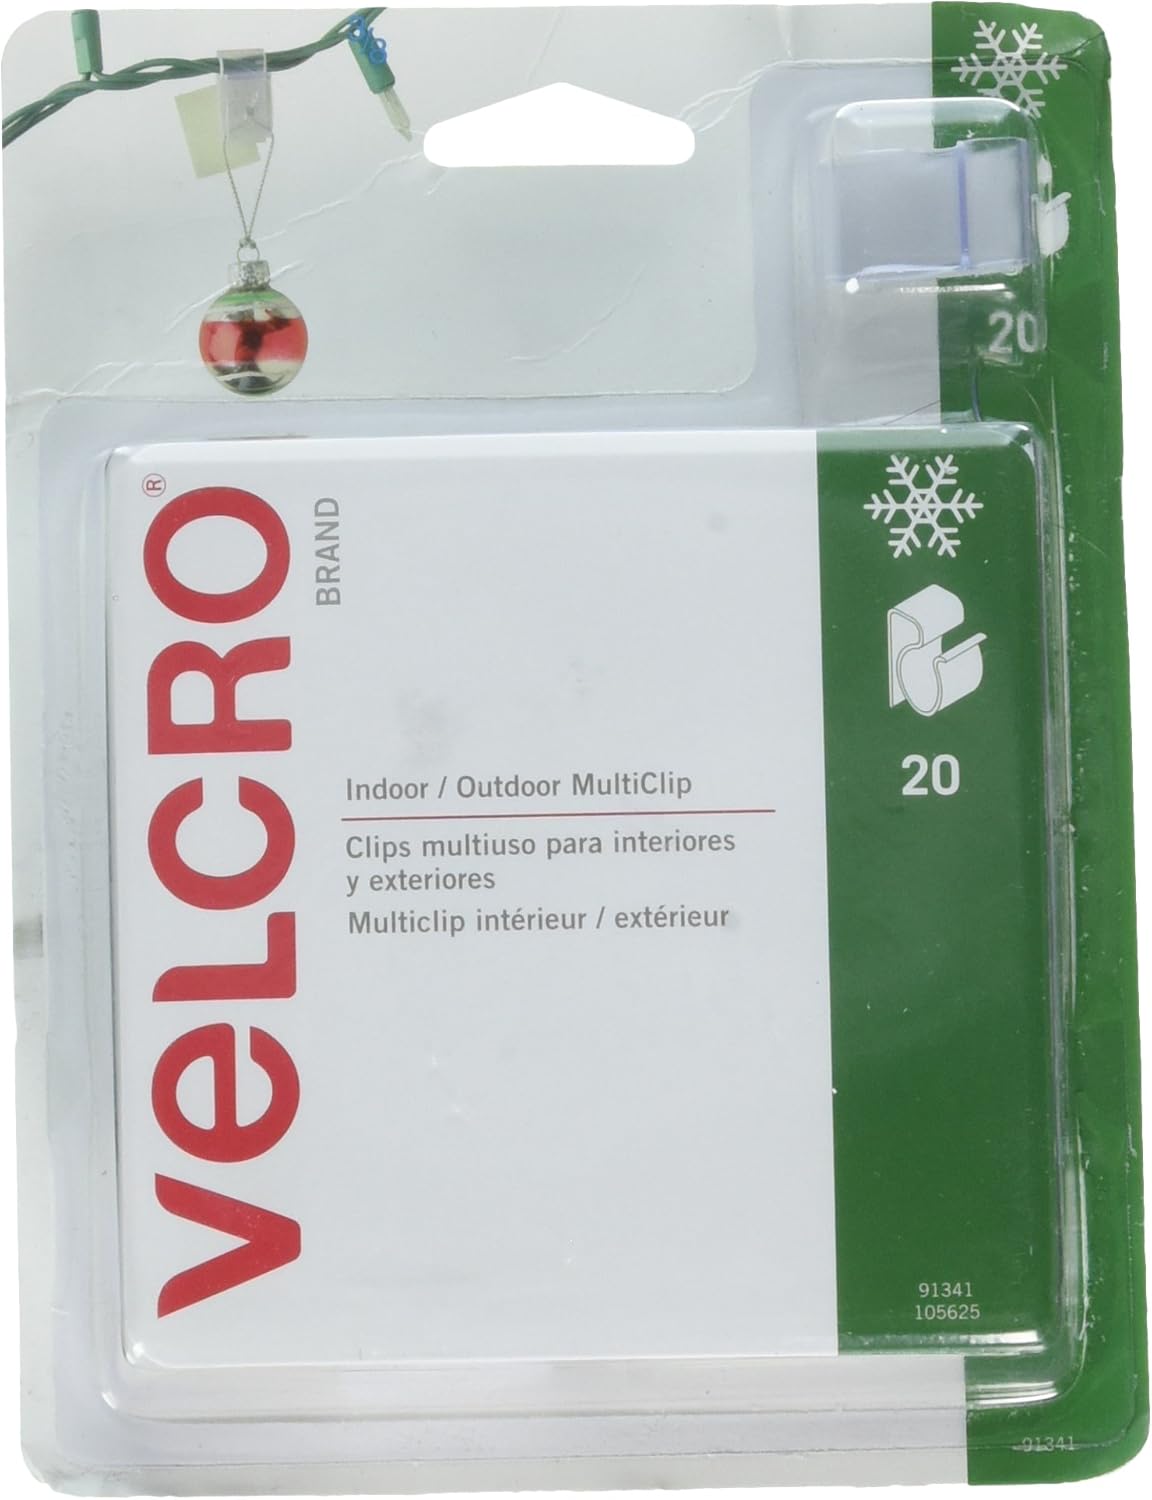 20
VELCRO®
BRAND
Indoor / Outdoor MultiClip
Clips multiuso para interiores
y exteriores
Multiclip intérieur / extérieur
20
91341
105625
91341